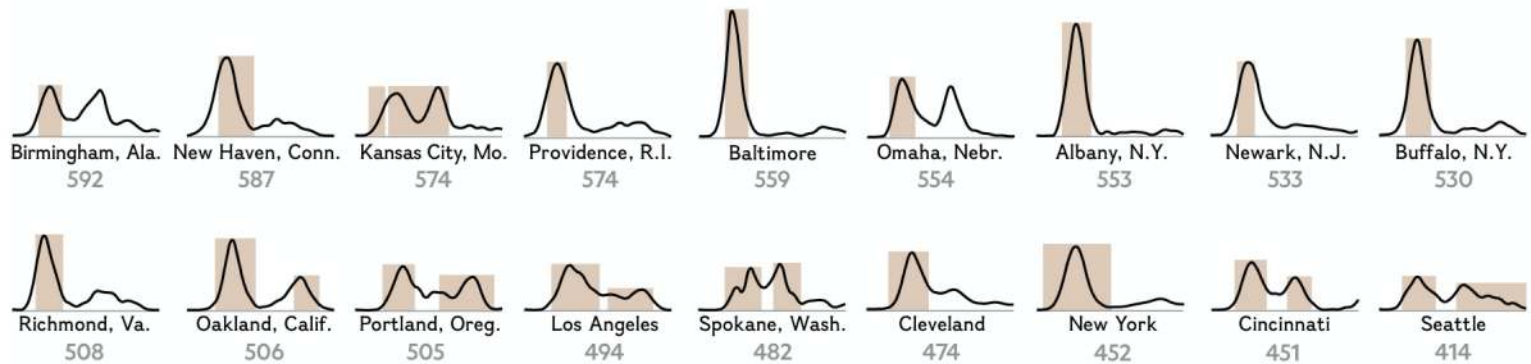 Birmingham, Ala. New Haven, Conn. Kansas City, Mo. Providence, R.I. Baltimore Omaha, Nebr. Albany, N.Y. Newark, N.J. Buffalo, N.Y.
592 587 574 574 559 554 553 533 530
Richmond, Va. Oakland, Calif. Portland, Oreg. Los Angeles Spokane, Wash. Cleveland New York Cincinnati Seattle
508 506 505 494 482 474 452 451 414